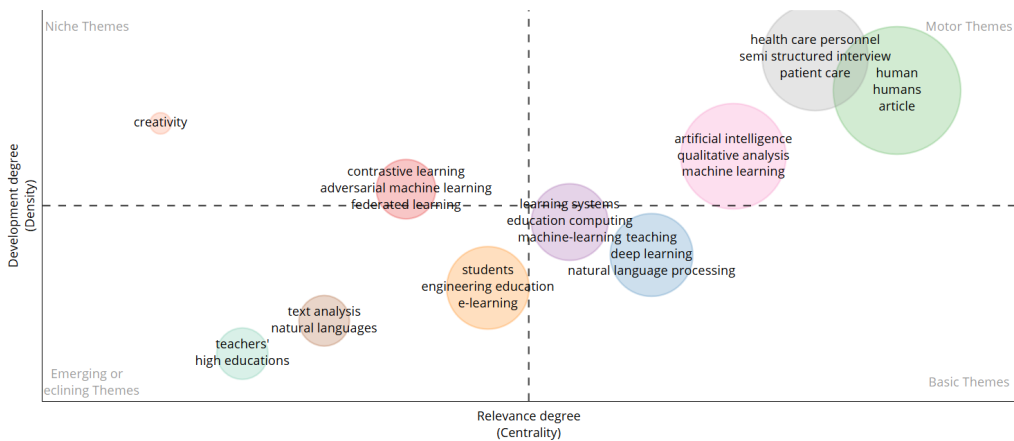 Niche Themes
Motor Themes
health care personnel
semi structured interview
patient care
human
humans
article
creativity
artificial intelligence
qualitative analysis
machine learning
contrastive learning
adversarial machine learning
federated learning
learning systems
education computing
machine-learning
teaching
deep learning
natural language processing
students
engineering education
e-learning
text analysis
natural languages
teachers'
high educations
Emerging or
eclining Themes
Basic Themes
Development degree
(Density)
Relevance degree
(Centrality)